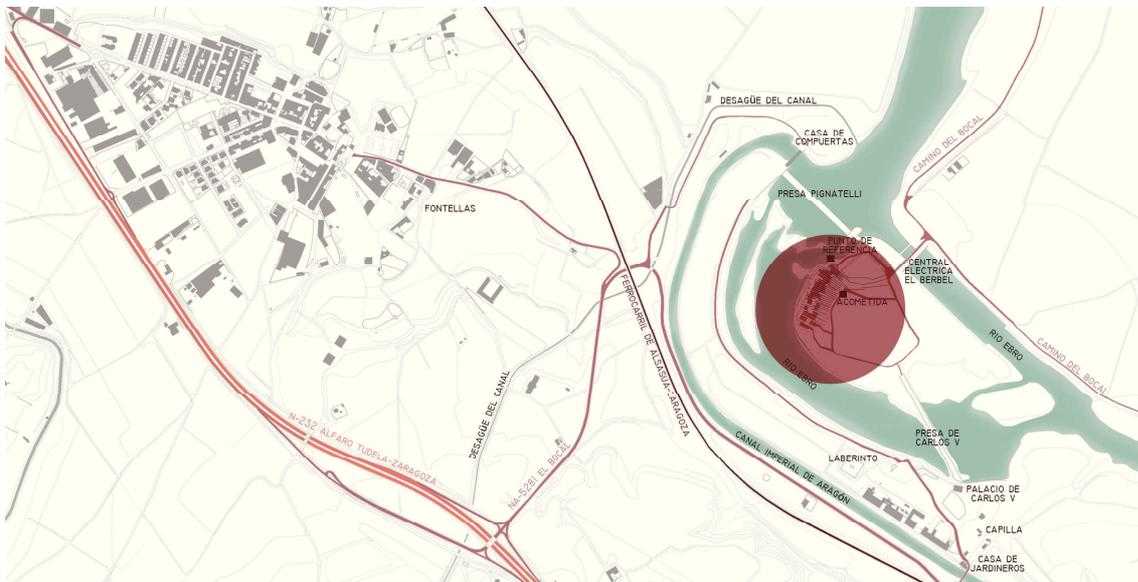 DESAGÜE DEL CANAL
CASA DE
COMPUERTAS
CAMINO DEL BOCAL
PRESA PIGNATELLI
FONTELLAS
PUNTO DE
REFERENCIA
CENTRAL
ELECTRICA
EL BERBEL
ACOMETIDA
FERROCARRIL DE ALSASUA-ZARAGOZA
RIO EBRO
CAMINO DEL BOCAL
RIO EBRO
DESAGÜE DEL CANAL
N-232 ALFARO TUDELA-ZARAGOZA
NA-5281 EL BOCAL
CANAL IMPERIAL DE ARAGÓN
PRESA DE
CARLOS V
LABERINTO
PALACIO DE
CARLOS V
CAPILLA
CASA DE
JARDINEROS